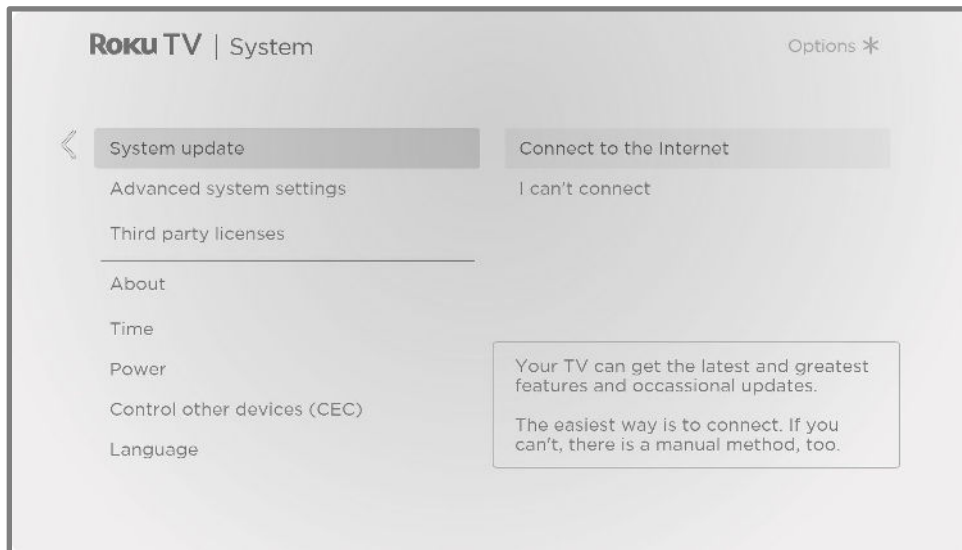 Roku TV | System
Options *
System update
Advanced system settings
Third party licenses
About
Time
Power
Control other devices (CEC)
Language
Connect to the Internet
I can't connect
Your TV can get the latest and greatest
features and occassional updates.
The easiest way is to connect. If you
can't, there is a manual method, too.